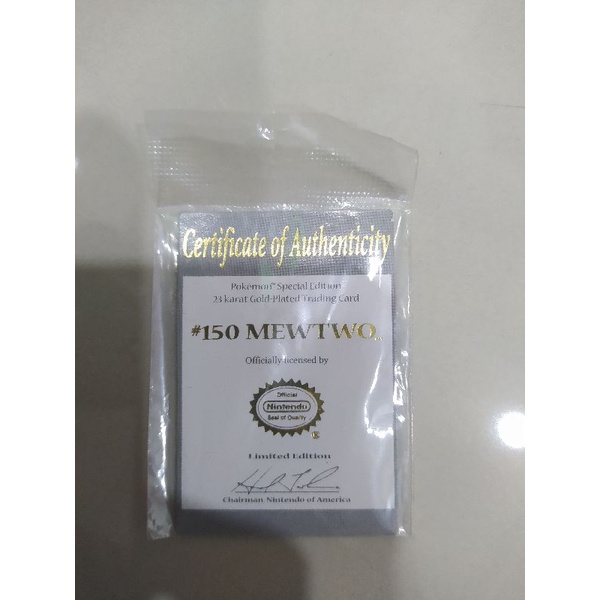 Certificate of Authenticity
Pokémon™ Special Edition
23 karat Gold-Plated Trading Card
#150 MEWTWO
Officially licensed by
Official
Nintendo
Seal of Quality
®
Limited Edition
Chairman Nintendo of America